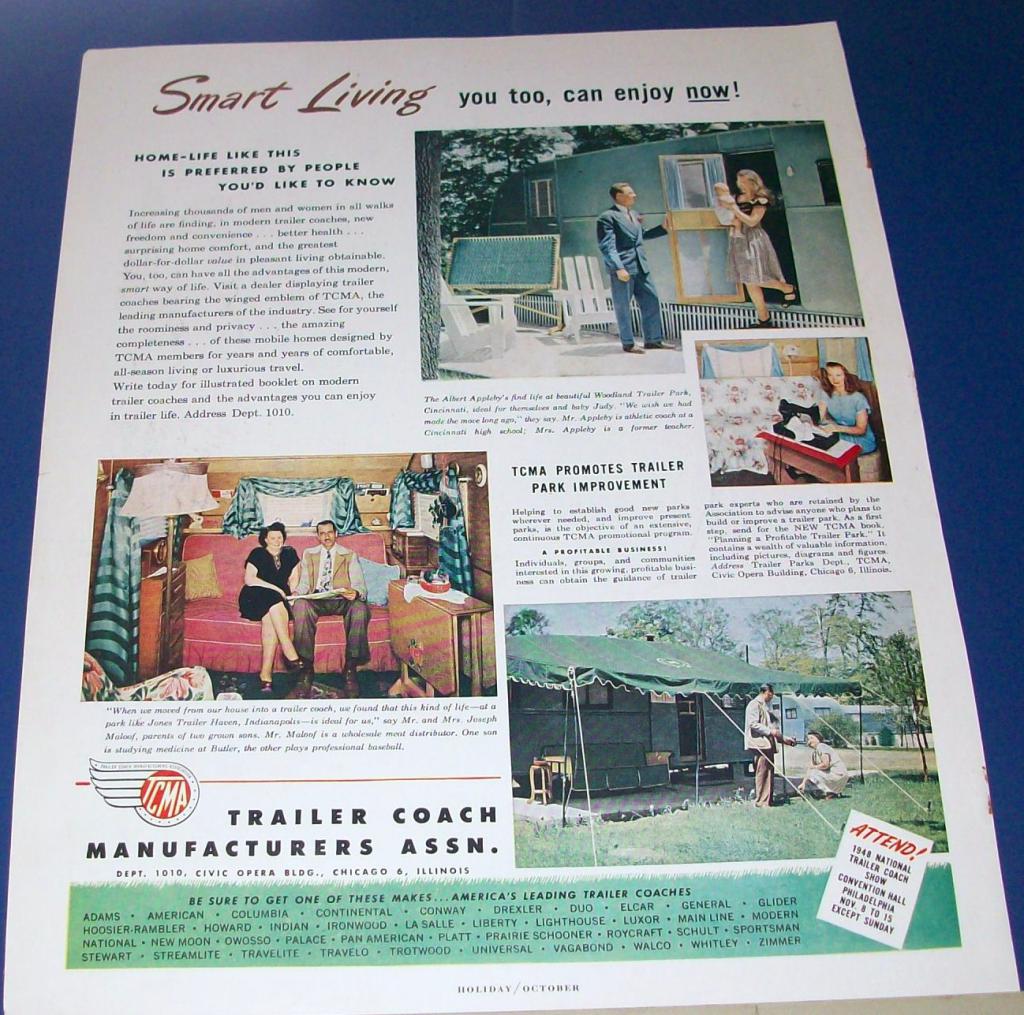 Smart Living you too, can enjoy now!
HOME-LIFE LIKE THIS
IS PREFERRED BY PEOPLE
YOU'D LIKE TO KNOW
Increasing thousands of men and women in all walks
of life are finding, in modern trailer coaches, new
freedom and convenience . . . better health . . .
surprising home comfort, and the greatest
dollar-for-dollar value in pleasant living obtainable.
You, too, can have all the advantages of this modern,
smart way of life. Visit a dealer displaying trailer
coaches bearing the winged emblem of TCMA, the
leading manufacturers of the industry. See for yourself
the roominess and privacy . . . the amazing
completeness . . . of these mobile homes designed by
TCMA members for years and years of comfortable,
all-season living or luxurious travel.
Write today for illustrated booklet on modern
trailer coaches and the advantages you can enjoy
in trailer life. Address Dept. 1010.
The Albert Appleby's find life at beautiful Woodland Trailer Park,
Cincinnati, ideal for themselves and baby Judy. "We wish we had
made the move long ago," they say. Mr. Appleby is athletic coach at a
Cincinnati high school; Mrs. Appleby is a former teacher.
TCMA PROMOTES TRAILER
PARK IMPROVEMENT
Helping to establish good new parks
wherever needed, and improve present
parks, is the objective of an extensive,
continuous TCMA promotional program.
A PROFITABLE BUSINESS!
Individuals, groups, and communities
interested in this growing, profitable busi-
ness can obtain the guidance of trailer
park experts who are retained by the
Association to advise anyone who plans to
build or improve a trailer park. As a first
step, send for the NEW TCMA book,
"Planning a Profitable Trailer Park." It
contains a wealth of valuable information,
including pictures, diagrams and figures.
Address Trailer Parks Dept., TCMA,
Civic Opera Building, Chicago 6, Illinois.
"When we moved from our house into a trailer coach, we found that this kind of life—at a
park like Jones Trailer Haven, Indianapolis—is ideal for us," say Mr. and Mrs. Joseph
Maloof, parents of two grown sons. Mr. Maloof is a wholesale meat distributor. One son
is studying medicine at Butler, the other plays professional baseball.
TRAILER COACH MANUFACTURERS ASSOCIATION
TCMA
TRAILER COACH
MANUFACTURERS ASSN.
DEPT. 1010, CIVIC OPERA BLDG., CHICAGO 6, ILLINOIS
ATTEND!
1948 NATIONAL
TRAILER COACH
SHOW
CONVENTION HALL
PHILADELPHIA
NOV. 8 TO 15
EXCEPT SUNDAY
BE SURE TO GET ONE OF THESE MAKES...AMERICA'S LEADING TRAILER COACHES
ADAMS • AMERICAN • COLUMBIA • CONTINENTAL • CONWAY • DREXLER • DUO • ELCAR • GENERAL • GLIDER
HOOSIER-RAMBLER • HOWARD • INDIAN • IRONWOOD • LA SALLE • LIBERTY • LIGHTHOUSE • LUXOR • MAIN LINE • MODERN
NATIONAL • NEW MOON • OWOSSO • PALACE • PAN AMERICAN • PLATT • PRAIRIE SCHOONER • ROYCRAFT • SCHULT • SPORTSMAN
STEWART • STREAMLITE • TRAVELITE • TRAVELO • TROTWOOD • UNIVERSAL • VAGABOND • WALCO • WHITLEY • ZIMMER
HOLIDAY/OCTOBER